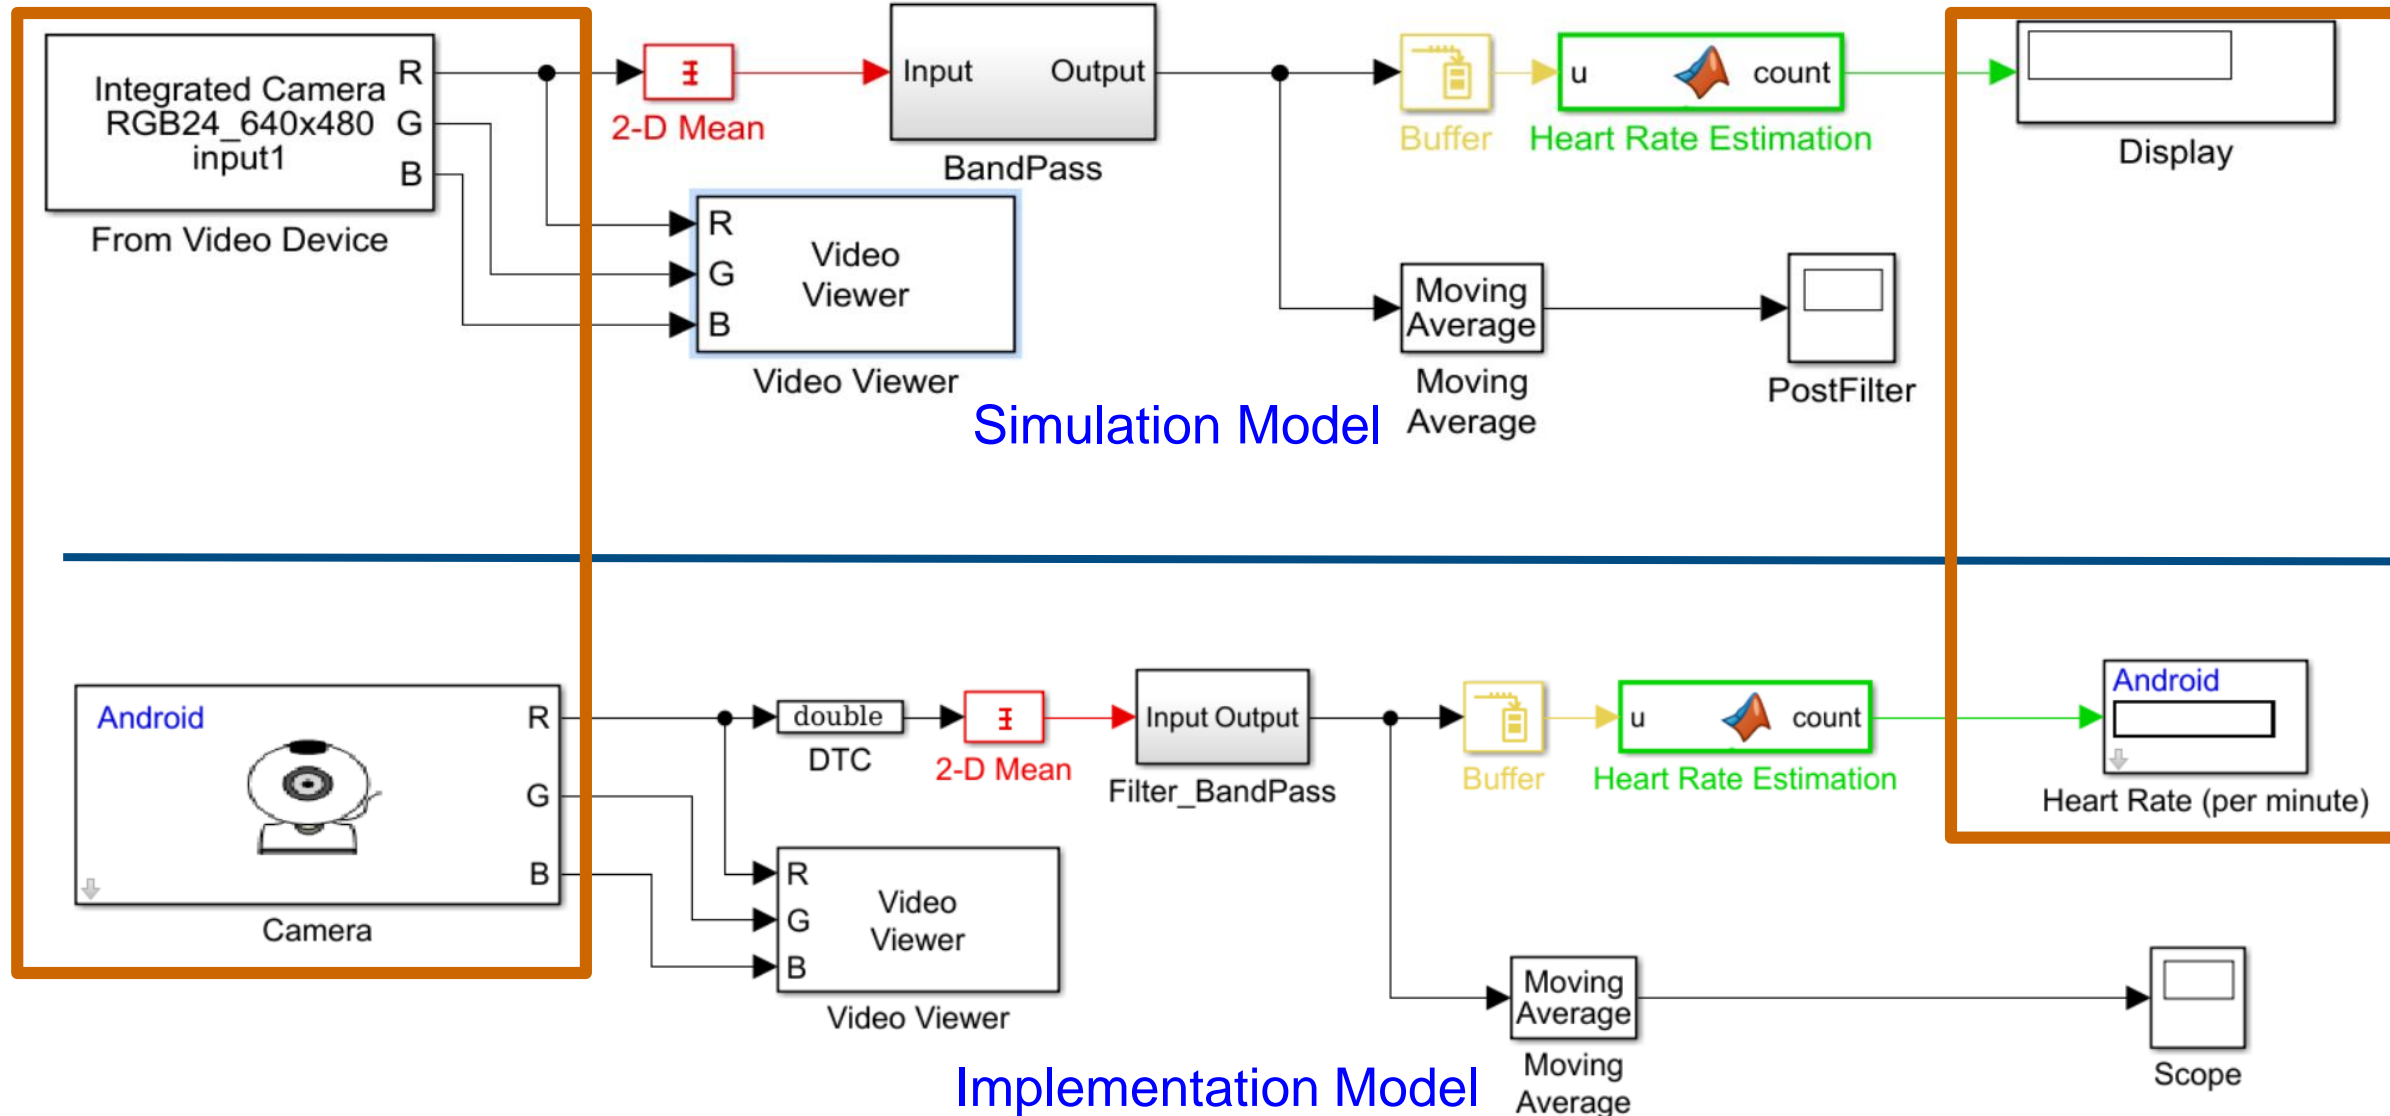 Integrated Camera
RGB24_640x480
input1
R
G
B
From Video Device
2-D Mean
Input Output
BandPass
Buffer
u count
Heart Rate Estimation
Display
R
G
B
Video
Viewer
Video Viewer
Moving
Average
Moving
Average
PostFilter
Simulation Model
Android
R
G
B
Camera
double
DTC
2-D Mean
Input Output
Filter_BandPass
Buffer
u count
Heart Rate Estimation
Android
Heart Rate (per minute)
R
G
B
Video
Viewer
Video Viewer
Moving
Average
Moving
Average
Scope
Implementation Model